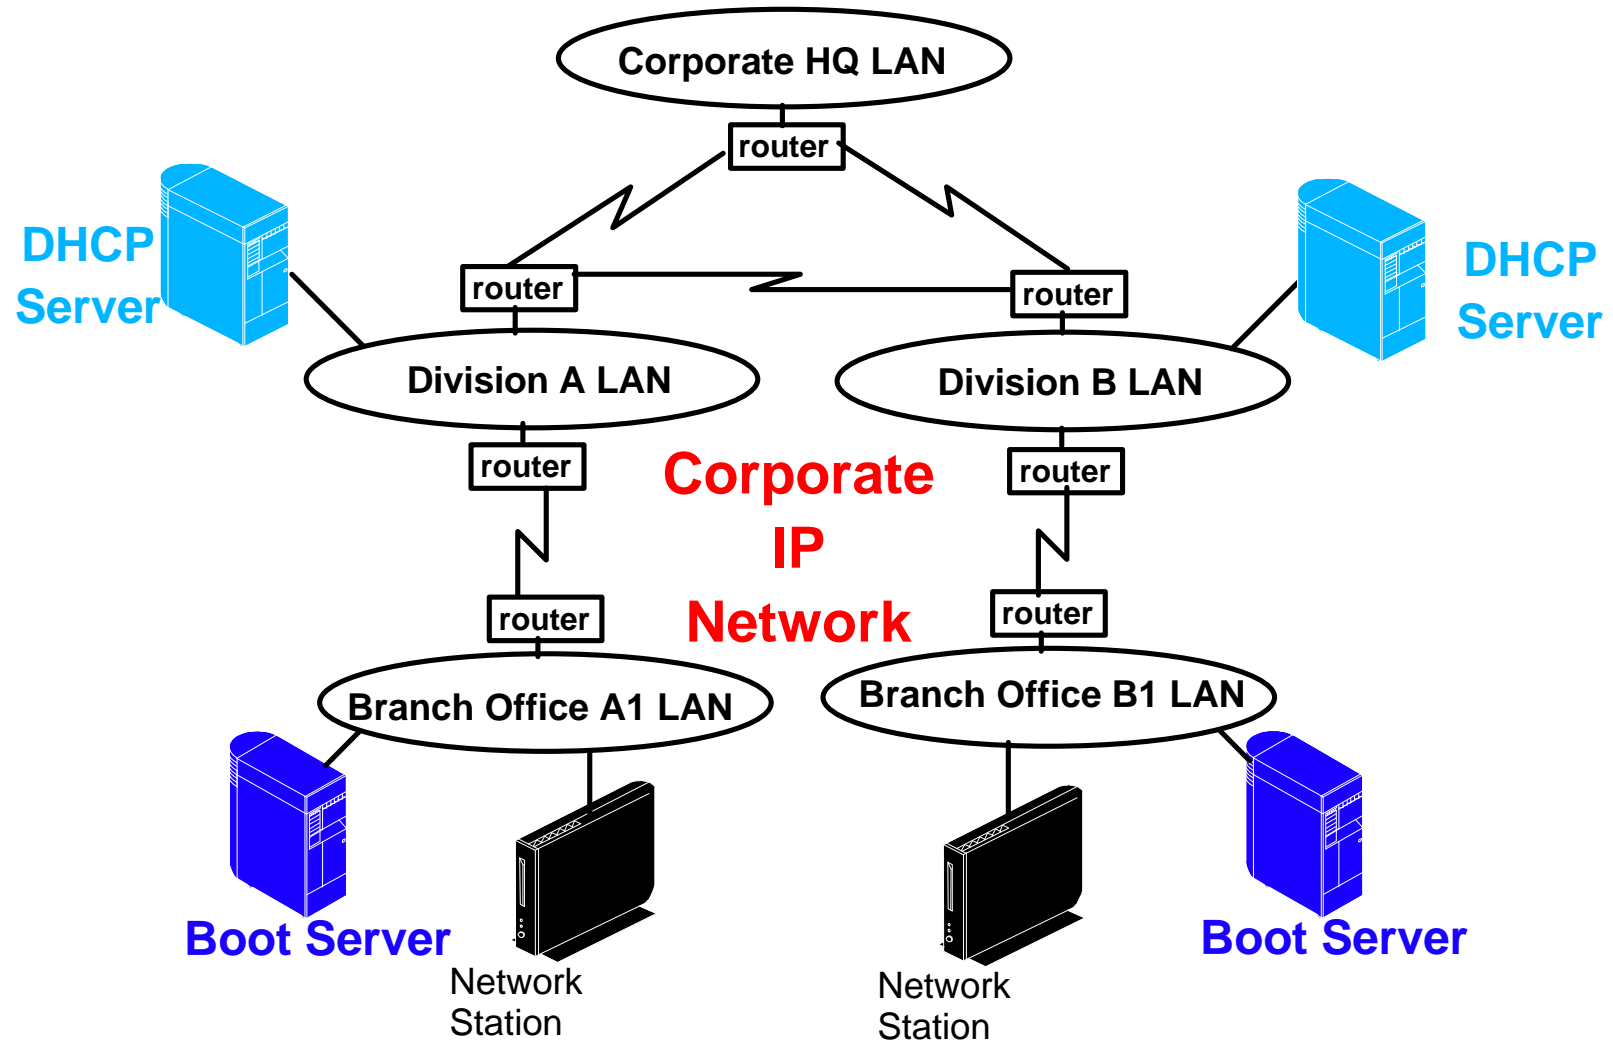 Corporate HQ LAN
router
DHCP
Server
DHCP
Server
router
router
Division A LAN
Division B LAN
router
router
Corporate
IP
Network
router
router
Branch Office A1 LAN
Branch Office B1 LAN
Boot Server
Boot Server
Network
Station
Network
Station